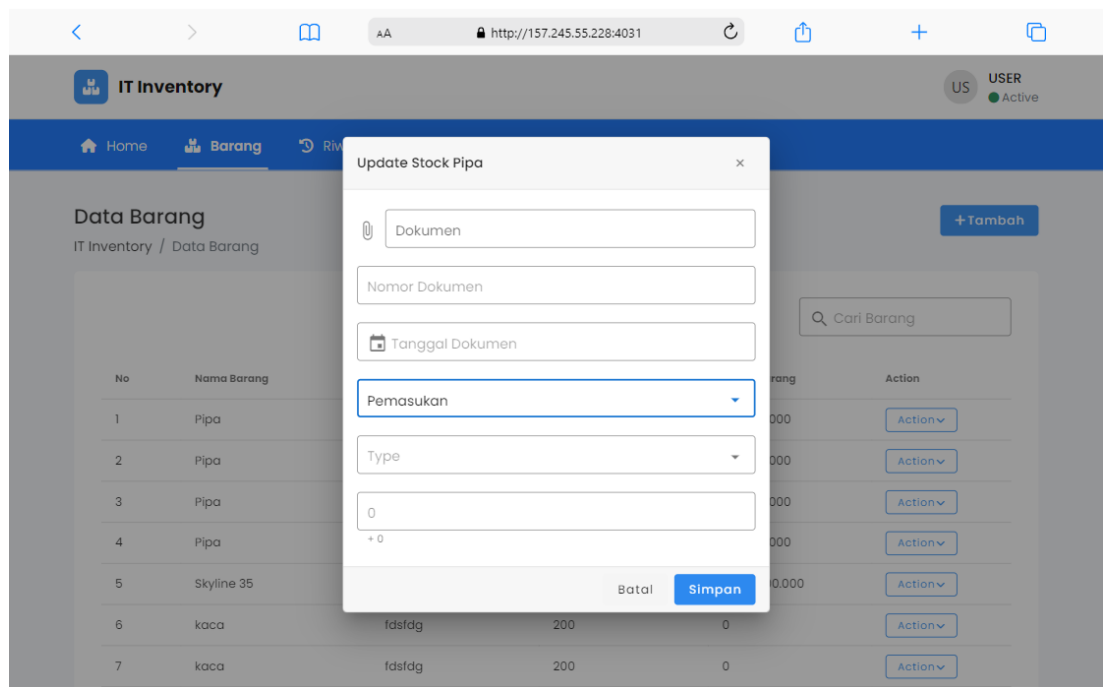 AA http://157.245.55.228:4031
IT Inventory
US USER
Active
Home Barang
Update Stock Pipa ×
Data Barang
+Tambah
IT Inventory / Data Barang
Dokumen
Nomor Dokumen
Cari Barang
Tanggal Dokumen
No Nama Barang Action
Pemasukan
1 Pipa 000 Action
Type
2 Pipa 000 Action
3 Pipa 000 Action
0
+ 0
4 Pipa 000 Action
5 Skyline 35 0.000 Action
Batal Simpan
6 kaca fdsfdg 200 0 Action
7 kaca fdsfdg 200 0 Action